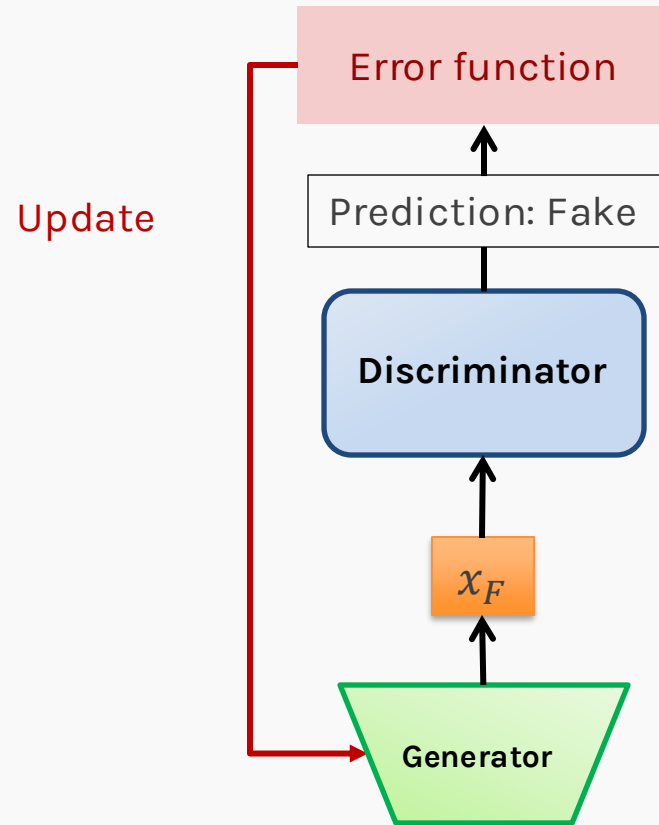 Error function
Update
Prediction: Fake
Discriminator
x_F
Generator